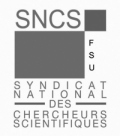 SNCS
FSU
SYNDICAT
NATIONAL
DES
CHERCHEURS
SCIENTIFIQUES